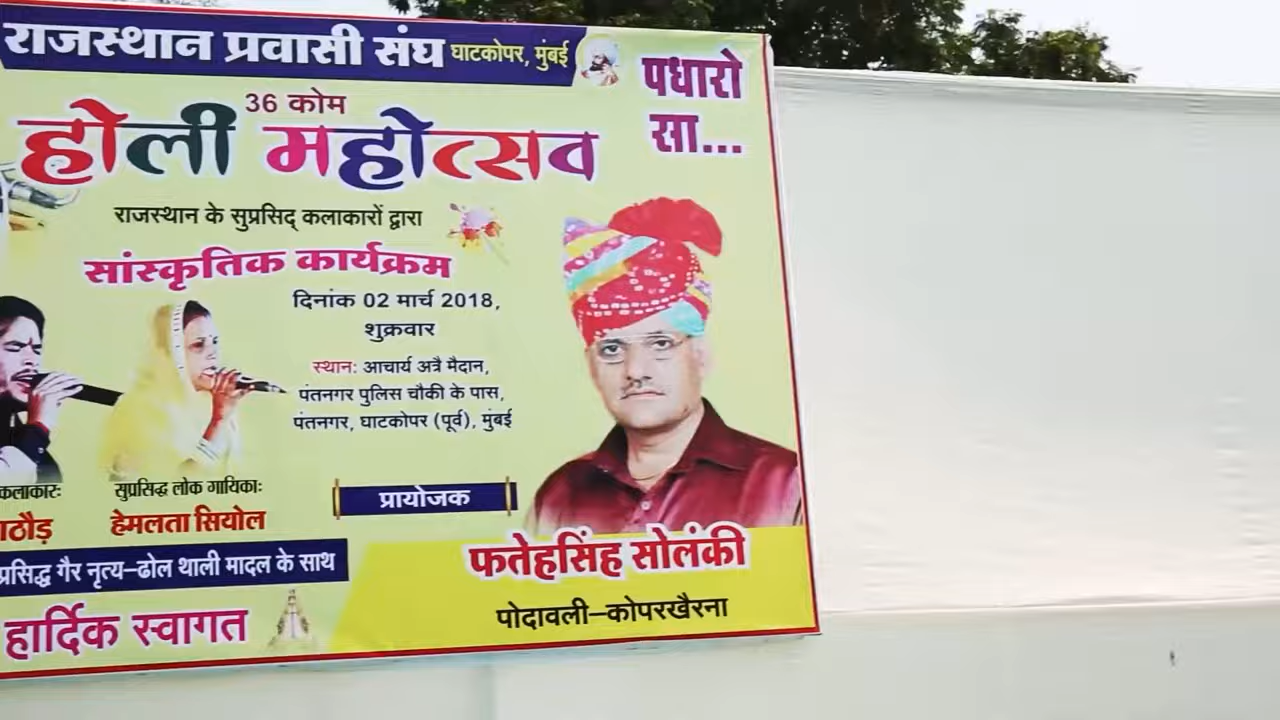 राजस्थान प्रवासी संघ घाटकोपर, मुंबई
पधारो
सा...
36 कोम
होली महोत्सव
राजस्थान के सुप्रसिद् कलाकारों द्वारा
सांस्कृतिक कार्यक्रम
दिनांक 02 मार्च 2018,
शुक्रवार
स्थान: आचार्य अत्रै मैदान,
पंतनगर पुलिस चौकी के पास,
पंतनगर, घाटकोपर (पूर्व), मुंबई
कलाकारः
ाठौड़
सुप्रसिद्ध लोक गायिकाः
हेमलता सियोल
प्रायोजक
फतेहसिंह सोलंकी
पोदावली–कोपरखैरना
प्रसिद्ध गैर नृत्य–ढोल थाली मादल के साथ
हार्दिक स्वागत